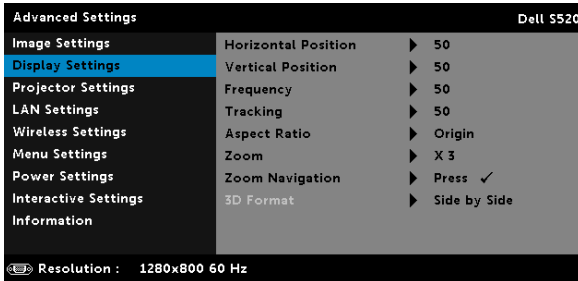 Advanced Settings Dell S520
Image Settings
Display Settings
Projector Settings
LAN Settings
Wireless Settings
Menu Settings
Power Settings
Interactive Settings
Information
Horizontal Position 50
Vertical Position 50
Frequency 50
Tracking 50
Aspect Ratio Origin
Zoom X 3
Zoom Navigation Press ✓
3D Format Side by Side
Resolution : 1280x800 60 Hz